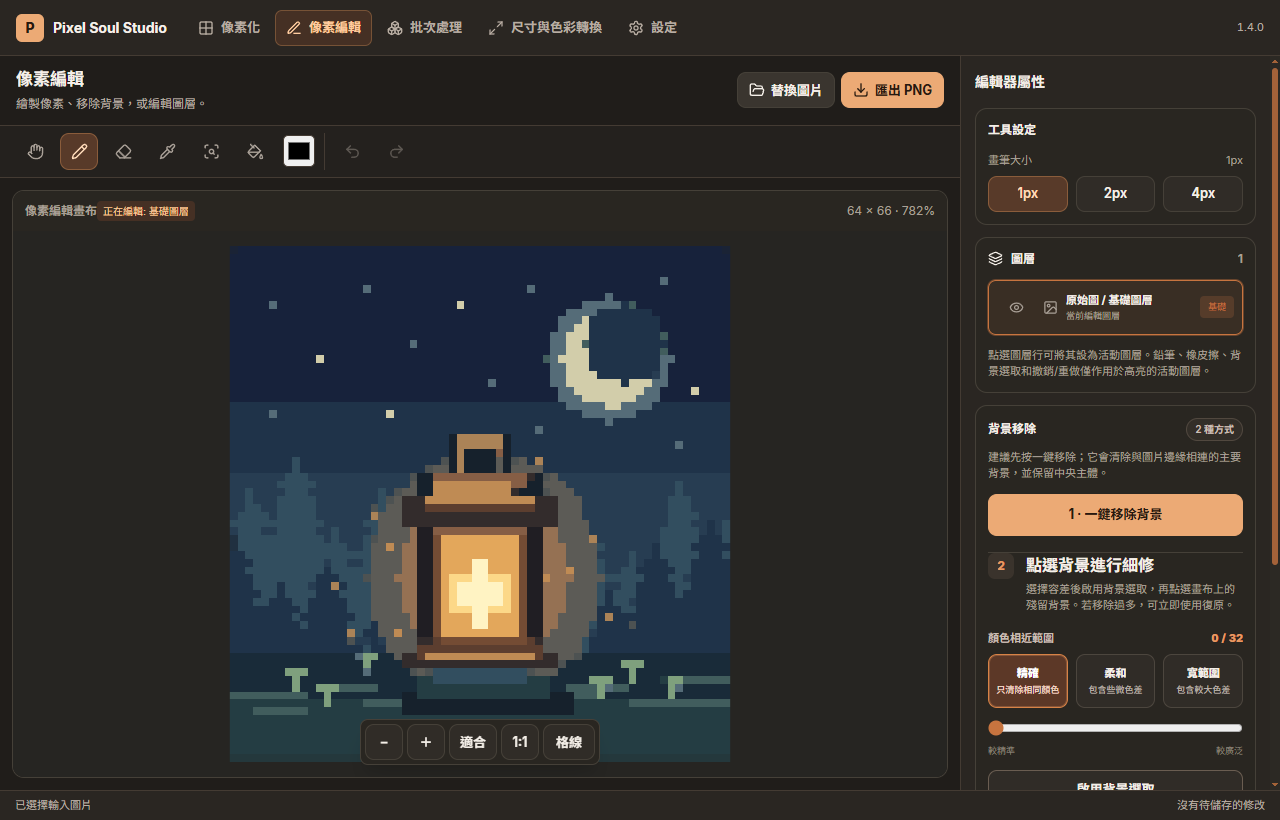 P Pixel Soul Studio 像素化 像素編輯 批次處理 尺寸與色彩轉換 設定 1.4.0
像素編輯
繪製像素、移除背景，或編輯圖層。
替換圖片 匯出 PNG
像素編輯畫布 正在編輯: 基礎圖層 64 × 66 · 782%
− + 適合 1:1 格線
編輯器屬性
工具設定
畫筆大小 1px
1px 2px 4px
圖層 1
原始圖 / 基礎圖層
當前編輯圖層
基礎
點選圖層行可將其設為活動圖層。鉛筆、橡皮擦、背
景選取和撤銷/重做僅作用於高亮的活動圖層。
背景移除 2 種方式
建議先按一鍵移除；它會清除與圖片邊緣相連的主要
背景，並保留中央主體。
1 · 一鍵移除背景
2 點選背景進行細修
選擇容差後啟用背景選取，再點選畫布上的
殘留背景。若移除過多，可立即使用復原。
顏色相近範圍 0 / 32
精確 柔和 寬範圍
只清除相同顏色 包含些微色差 包含較大色差
較精準 較廣泛
啟用背景選取
已選擇輸入圖片 沒有待儲存的修改